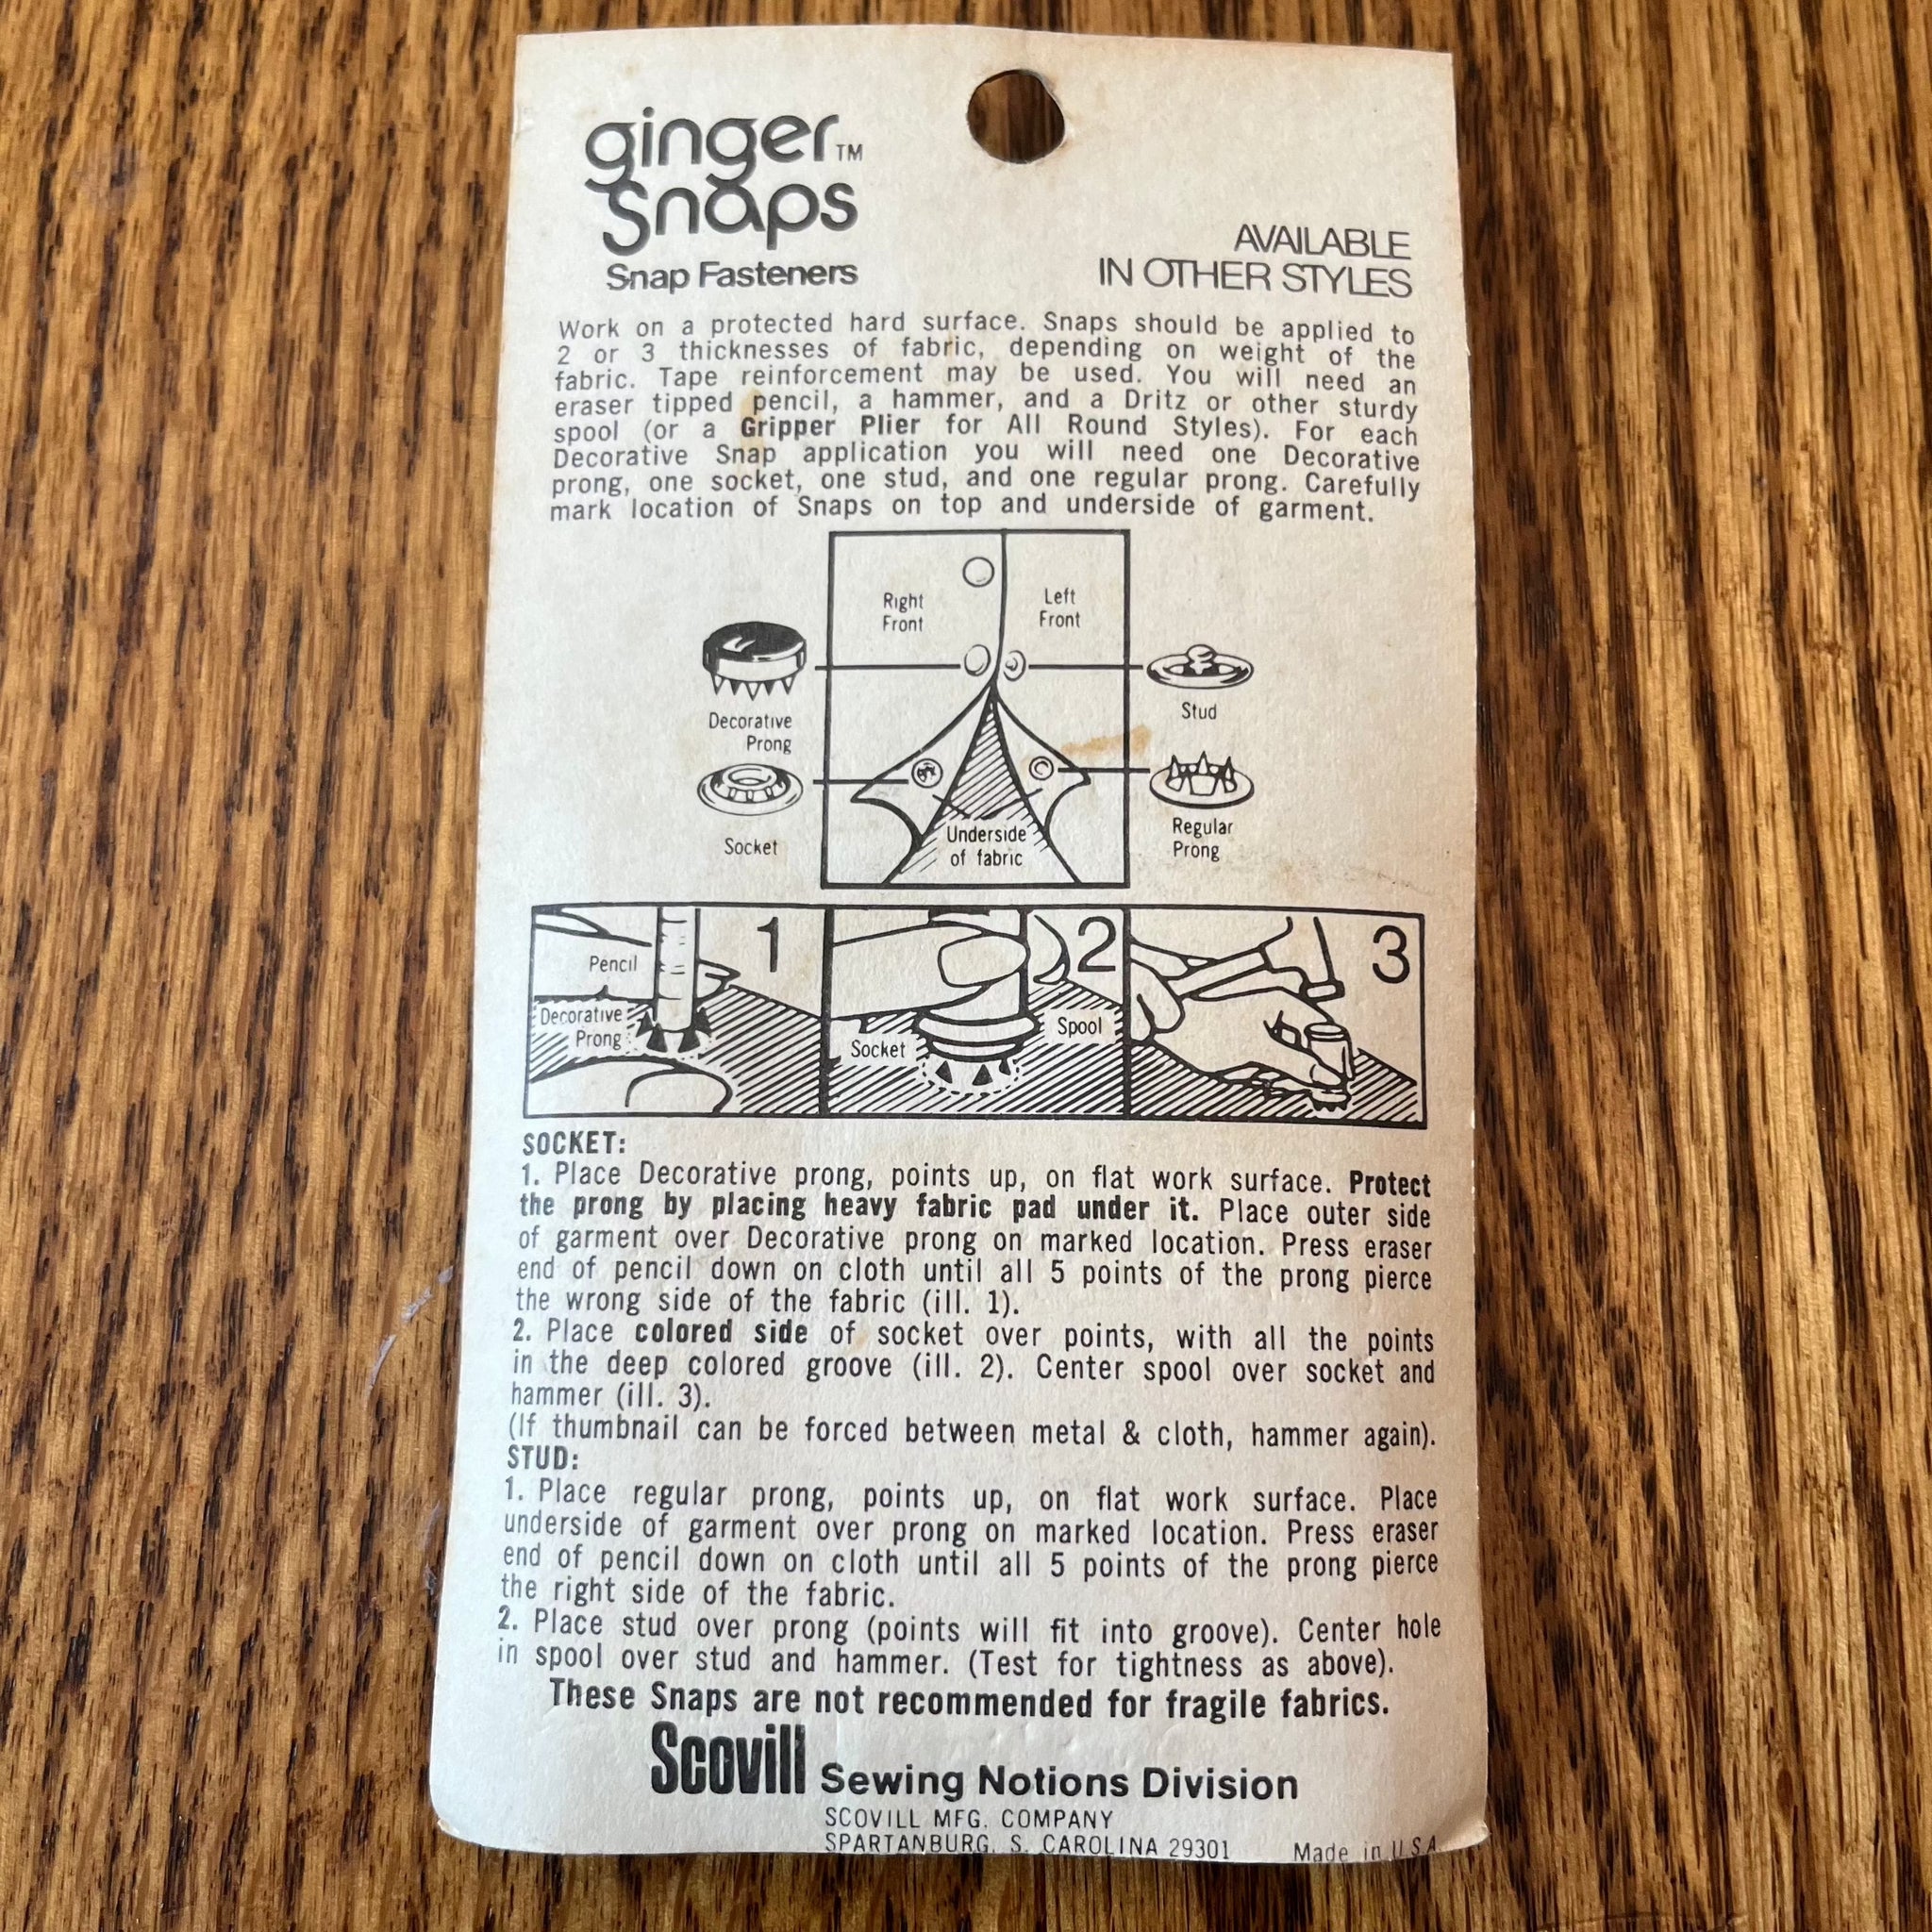 ginger™
snaps
Snap Fasteners
AVAILABLE
IN OTHER STYLES
Work on a protected hard surface. Snaps should be applied to
2 or 3 thicknesses of fabric, depending on weight of the
fabric. Tape reinforcement may be used. You will need an
eraser tipped pencil, a hammer, and a Dritz or other sturdy
spool (or a Gripper Plier for All Round Styles). For each
Decorative Snap application you will need one Decorative
prong, one socket, one stud, and one regular prong. Carefully
mark location of Snaps on top and underside of garment.
Right
Front
Left
Front
Decorative
Prong
Stud
Socket
Regular
Prong
Underside
of fabric
1
Pencil
Decorative
Prong
2
Socket
Spool
3
SOCKET:
1. Place Decorative prong, points up, on flat work surface. Protect
the prong by placing heavy fabric pad under it. Place outer side
of garment over Decorative prong on marked location. Press eraser
end of pencil down on cloth until all 5 points of the prong pierce
the wrong side of the fabric (ill. 1).
2. Place colored side of socket over points, with all the points
in the deep colored groove (ill. 2). Center spool over socket and
hammer (ill. 3).
(If thumbnail can be forced between metal & cloth, hammer again).
STUD:
1. Place regular prong, points up, on flat work surface. Place
underside of garment over prong on marked location. Press eraser
end of pencil down on cloth until all 5 points of the prong pierce
the right side of the fabric.
2. Place stud over prong (points will fit into groove). Center hole
in spool over stud and hammer. (Test for tightness as above).
These Snaps are not recommended for fragile fabrics.
Scovill Sewing Notions Division
SCOVILL MFG. COMPANY
SPARTANBURG, S. CAROLINA 29301
Made in U.S.A.